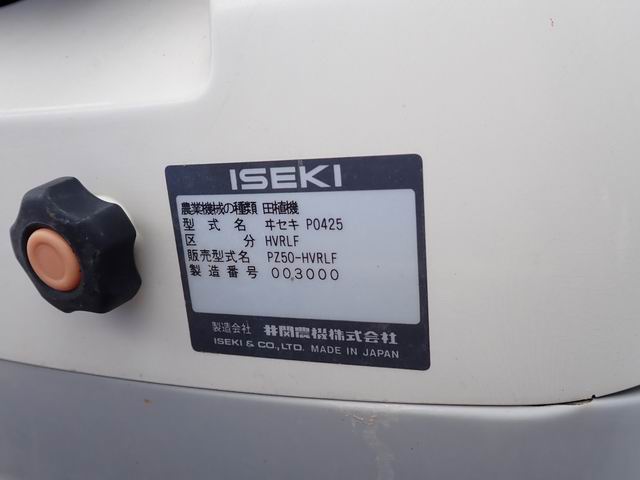 ISEKI
農業機械の種類 田植機
型式名 ヰセキ P0425
区分 HVRLF
販売型式名 PZ50-HVRLF
製造番号 003000
製造会社 井関農機株式会社
ISEKI & CO., LTD. MADE IN JAPAN